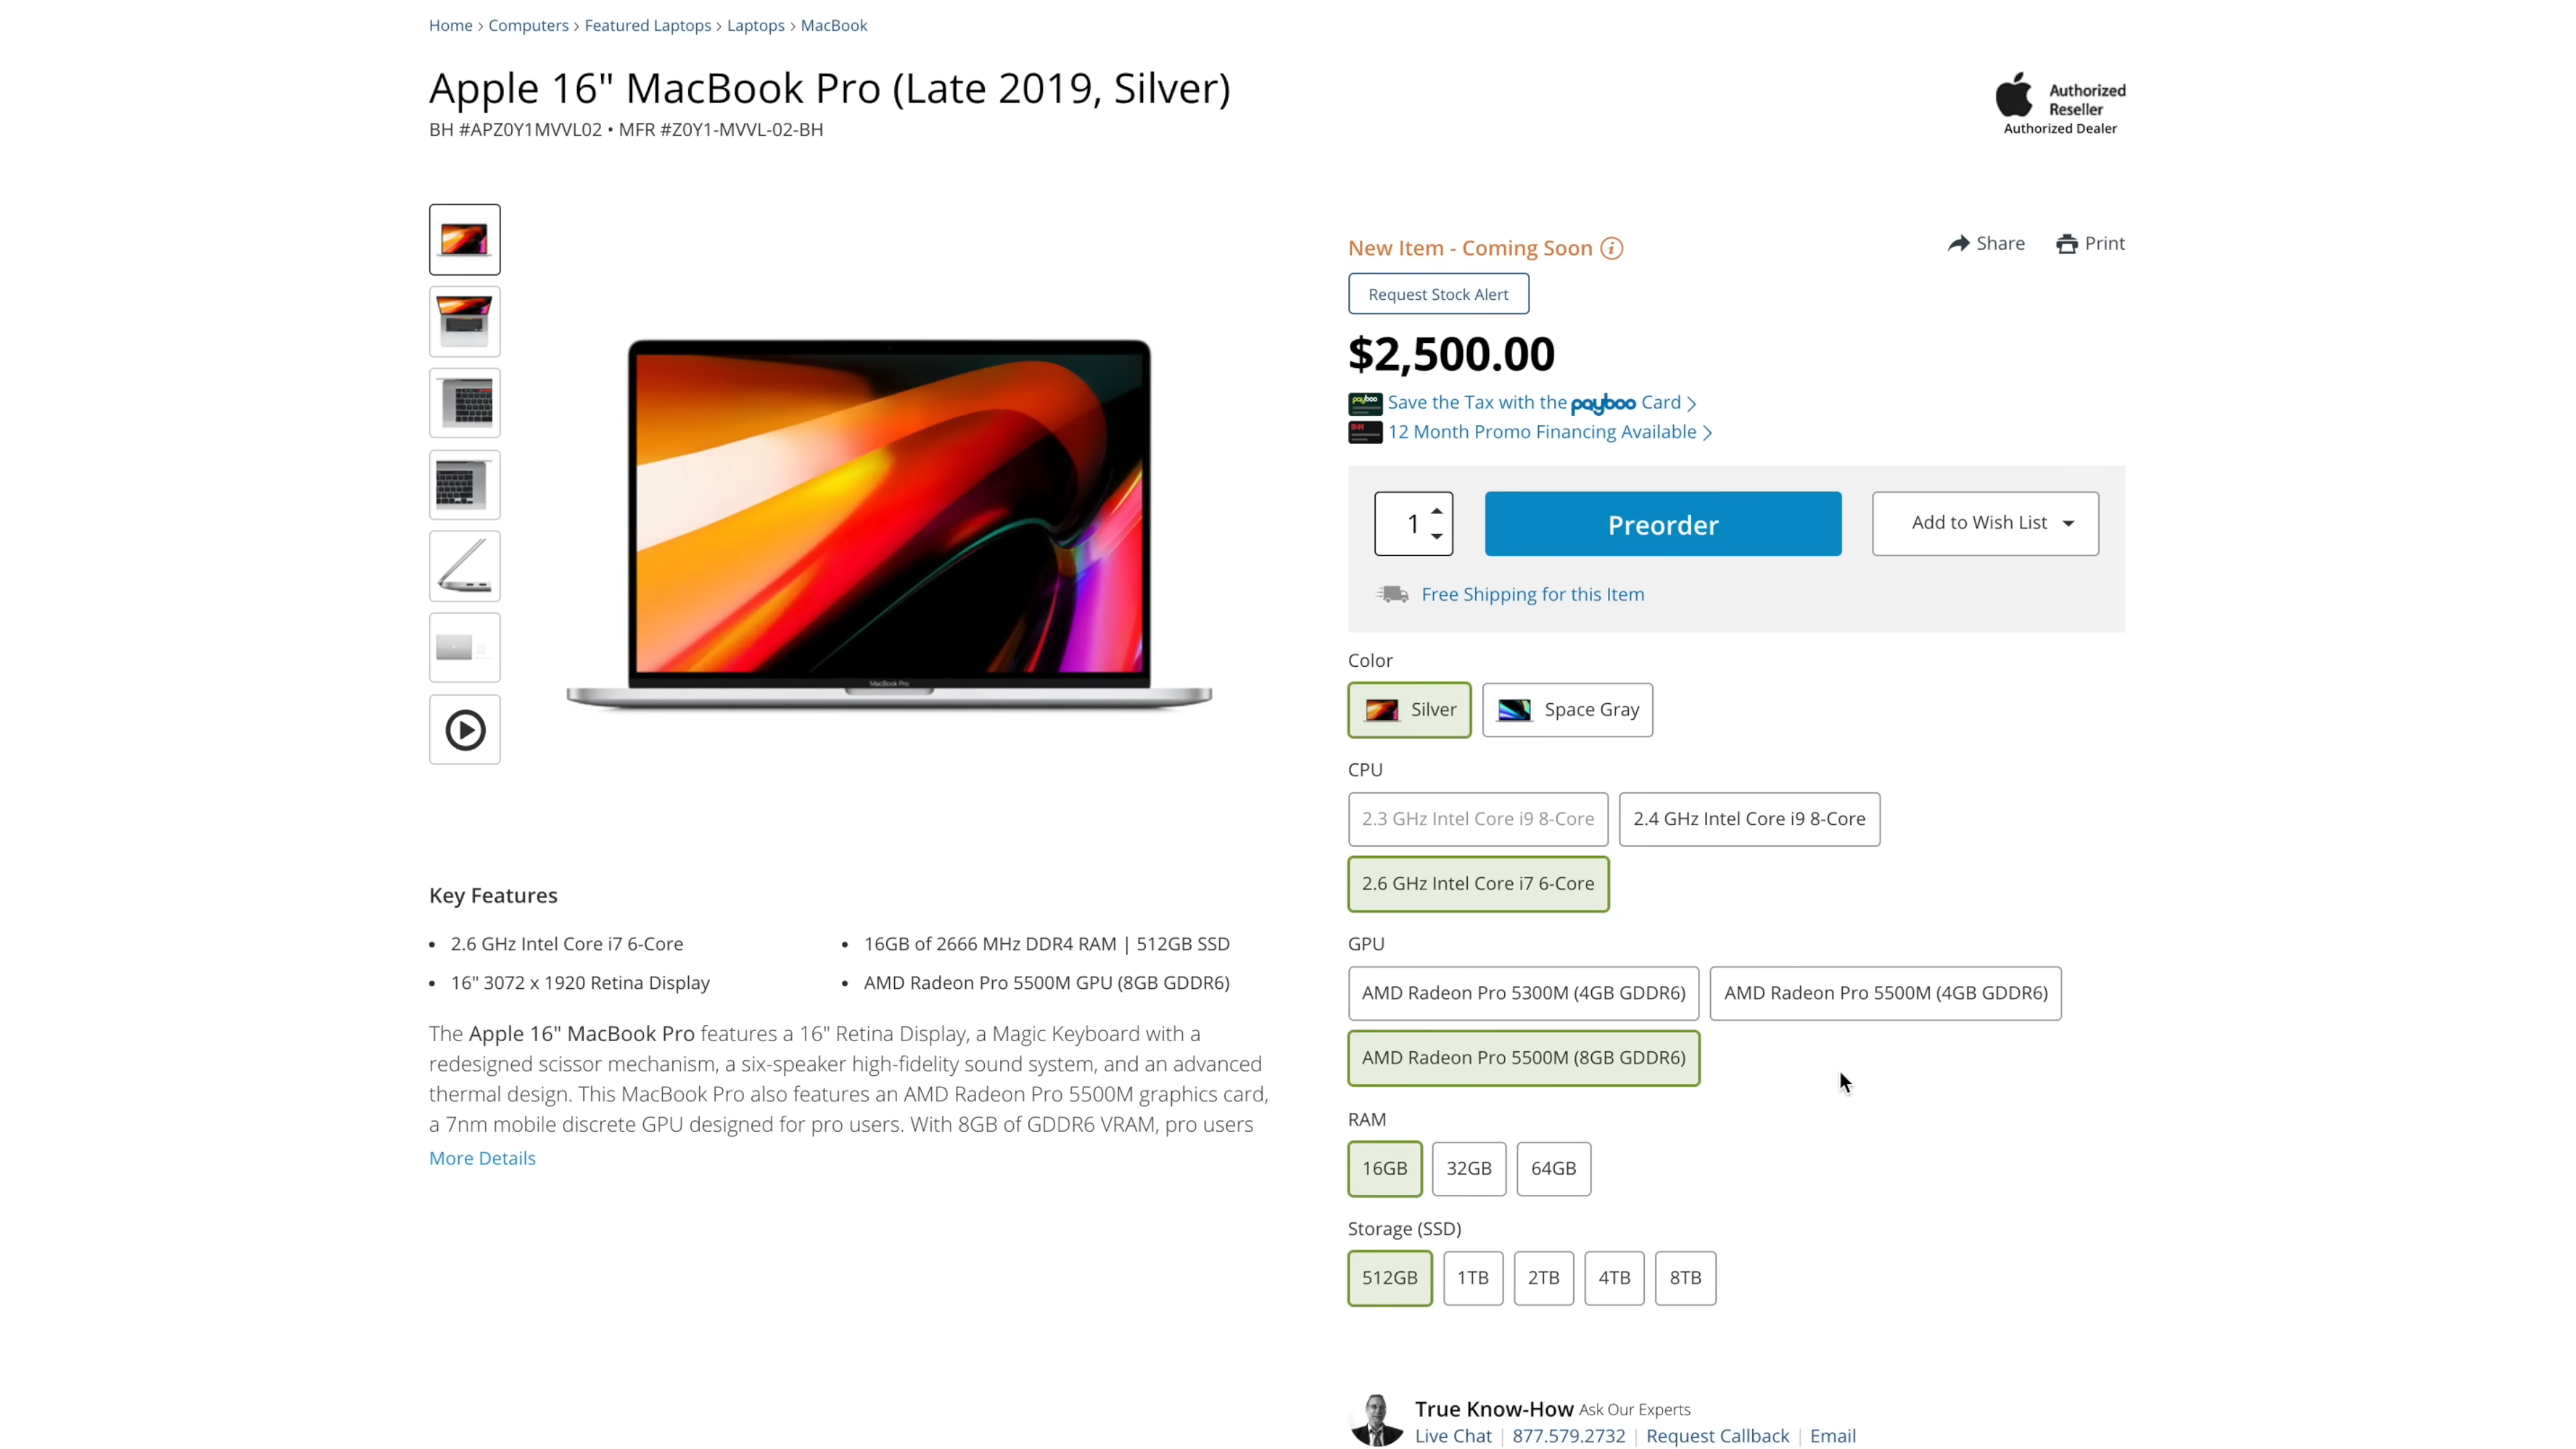 Home > Computers > Featured Laptops > Laptops > MacBook
Apple 16" MacBook Pro (Late 2019, Silver)
BH #APZ0Y1MVVL02 • MFR #Z0Y1-MVVL-02-BH
Authorized
Reseller
Authorized Dealer
New Item - Coming Soon
Share Print
Request Stock Alert
$2,500.00
payboo Save the Tax with the payboo Card >
BH 12 Month Promo Financing Available >
1 Preorder Add to Wish List
Free Shipping for this Item
MacBook Pro
Color
Silver Space Gray
CPU
2.3 GHz Intel Core i9 8-Core 2.4 GHz Intel Core i9 8-Core
2.6 GHz Intel Core i7 6-Core
GPU
AMD Radeon Pro 5300M (4GB GDDR6) AMD Radeon Pro 5500M (4GB GDDR6)
AMD Radeon Pro 5500M (8GB GDDR6)
RAM
16GB 32GB 64GB
Storage (SSD)
512GB 1TB 2TB 4TB 8TB
Key Features
• 2.6 GHz Intel Core i7 6-Core
• 16" 3072 x 1920 Retina Display
• 16GB of 2666 MHz DDR4 RAM | 512GB SSD
• AMD Radeon Pro 5500M GPU (8GB GDDR6)
The Apple 16" MacBook Pro features a 16" Retina Display, a Magic Keyboard with a
redesigned scissor mechanism, a six-speaker high-fidelity sound system, and an advanced
thermal design. This MacBook Pro also features an AMD Radeon Pro 5500M graphics card,
a 7nm mobile discrete GPU designed for pro users. With 8GB of GDDR6 VRAM, pro users
More Details
True Know-How Ask Our Experts
Live Chat | 877.579.2732 | Request Callback | Email